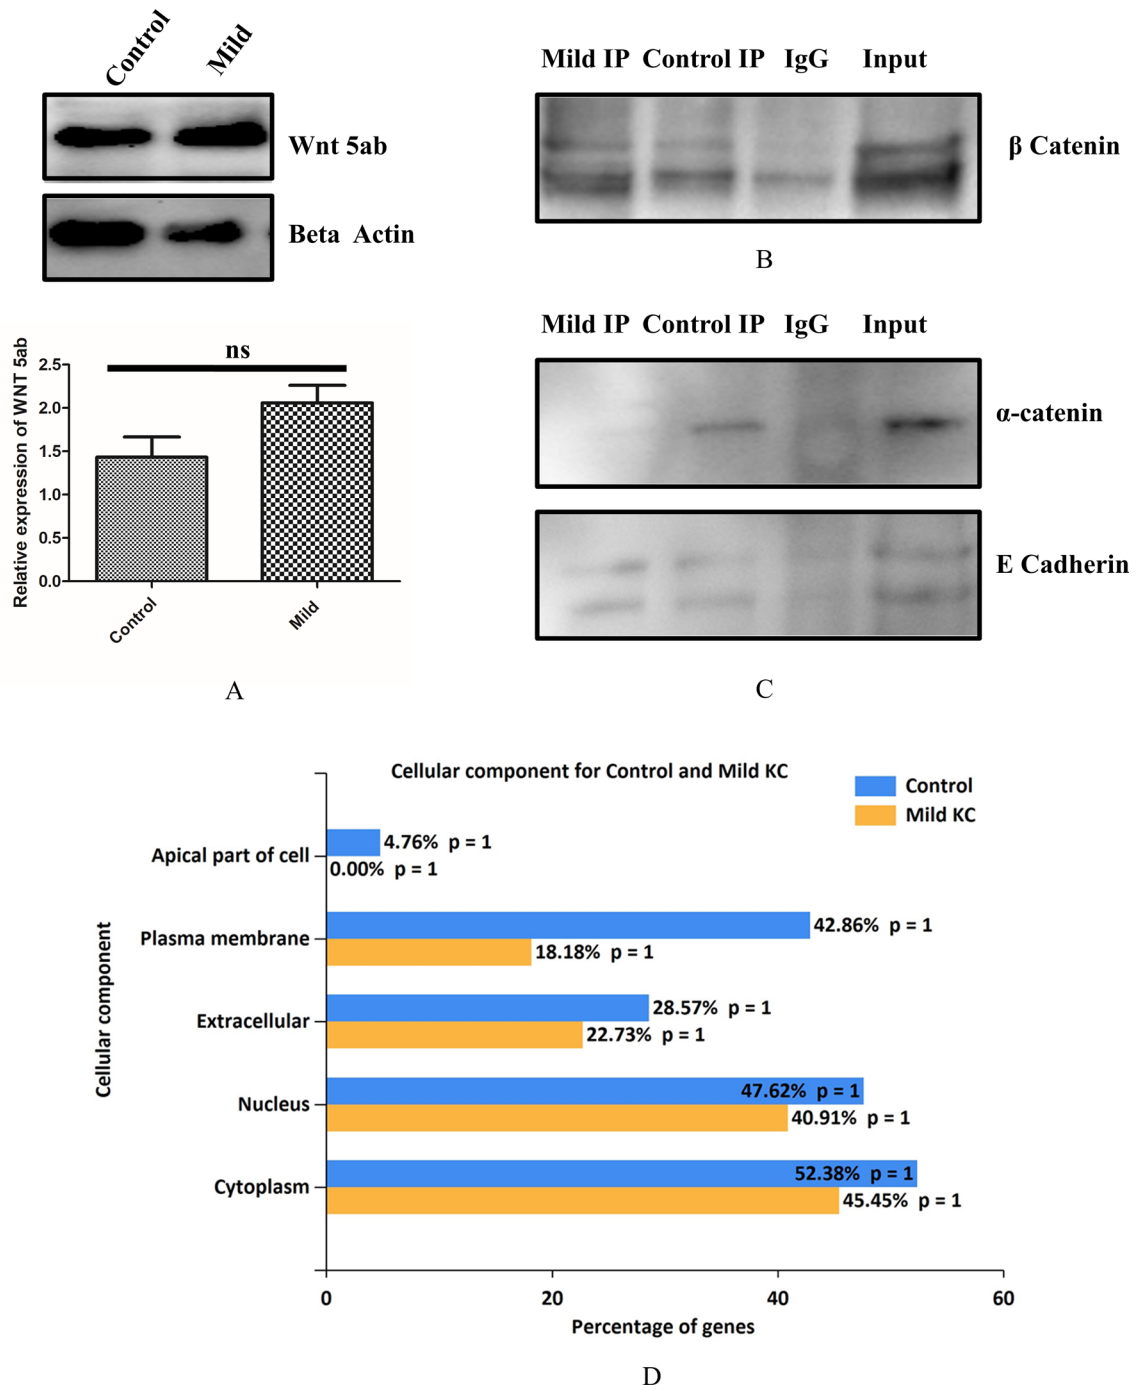 Control Mild
Wnt 5ab
Beta Actin
ns
Relative expression of WNT 5ab
2.5
2.0
1.5
1.0
0.5
0.0
Control
Mild
A
Mild IP Control IP IgG Input
β Catenin
B
Mild IP Control IP IgG Input
α-catenin
E Cadherin
C
Cellular component for Control and Mild KC
Control
Mild KC
Cellular component
Apical part of cell
4.76% p = 1
0.00% p = 1
Plasma membrane
42.86% p = 1
18.18% p = 1
Extracellular
28.57% p = 1
22.73% p = 1
Nucleus
47.62% p = 1
40.91% p = 1
Cytoplasm
52.38% p = 1
45.45% p = 1
0 20 40 60
Percentage of genes
D